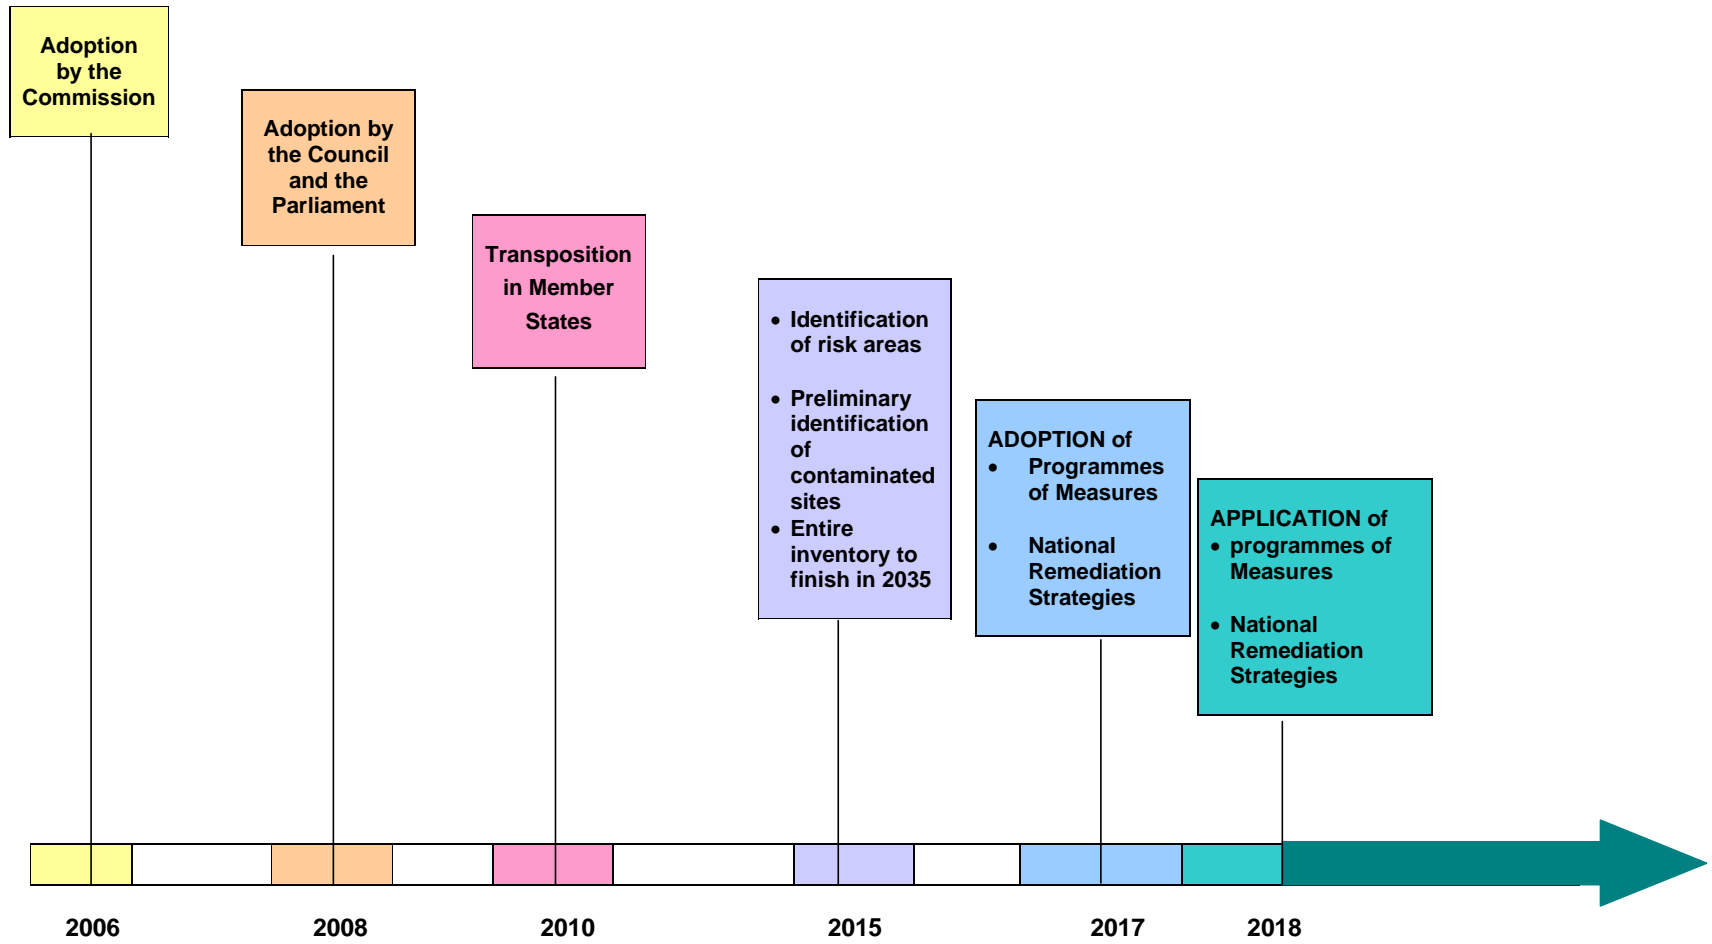 Adoption
by the
Commission
Adoption by
the Council
and the
Parliament
Transposition
in Member
States
• Identification
of risk areas
• Preliminary
identification
of
contaminated
sites
• Entire
inventory to
finish in 2035
ADOPTION of
• Programmes
of Measures
• National
Remediation
Strategies
APPLICATION of
• programmes of
Measures
• National
Remediation
Strategies
2006
2008
2010
2015
2017
2018